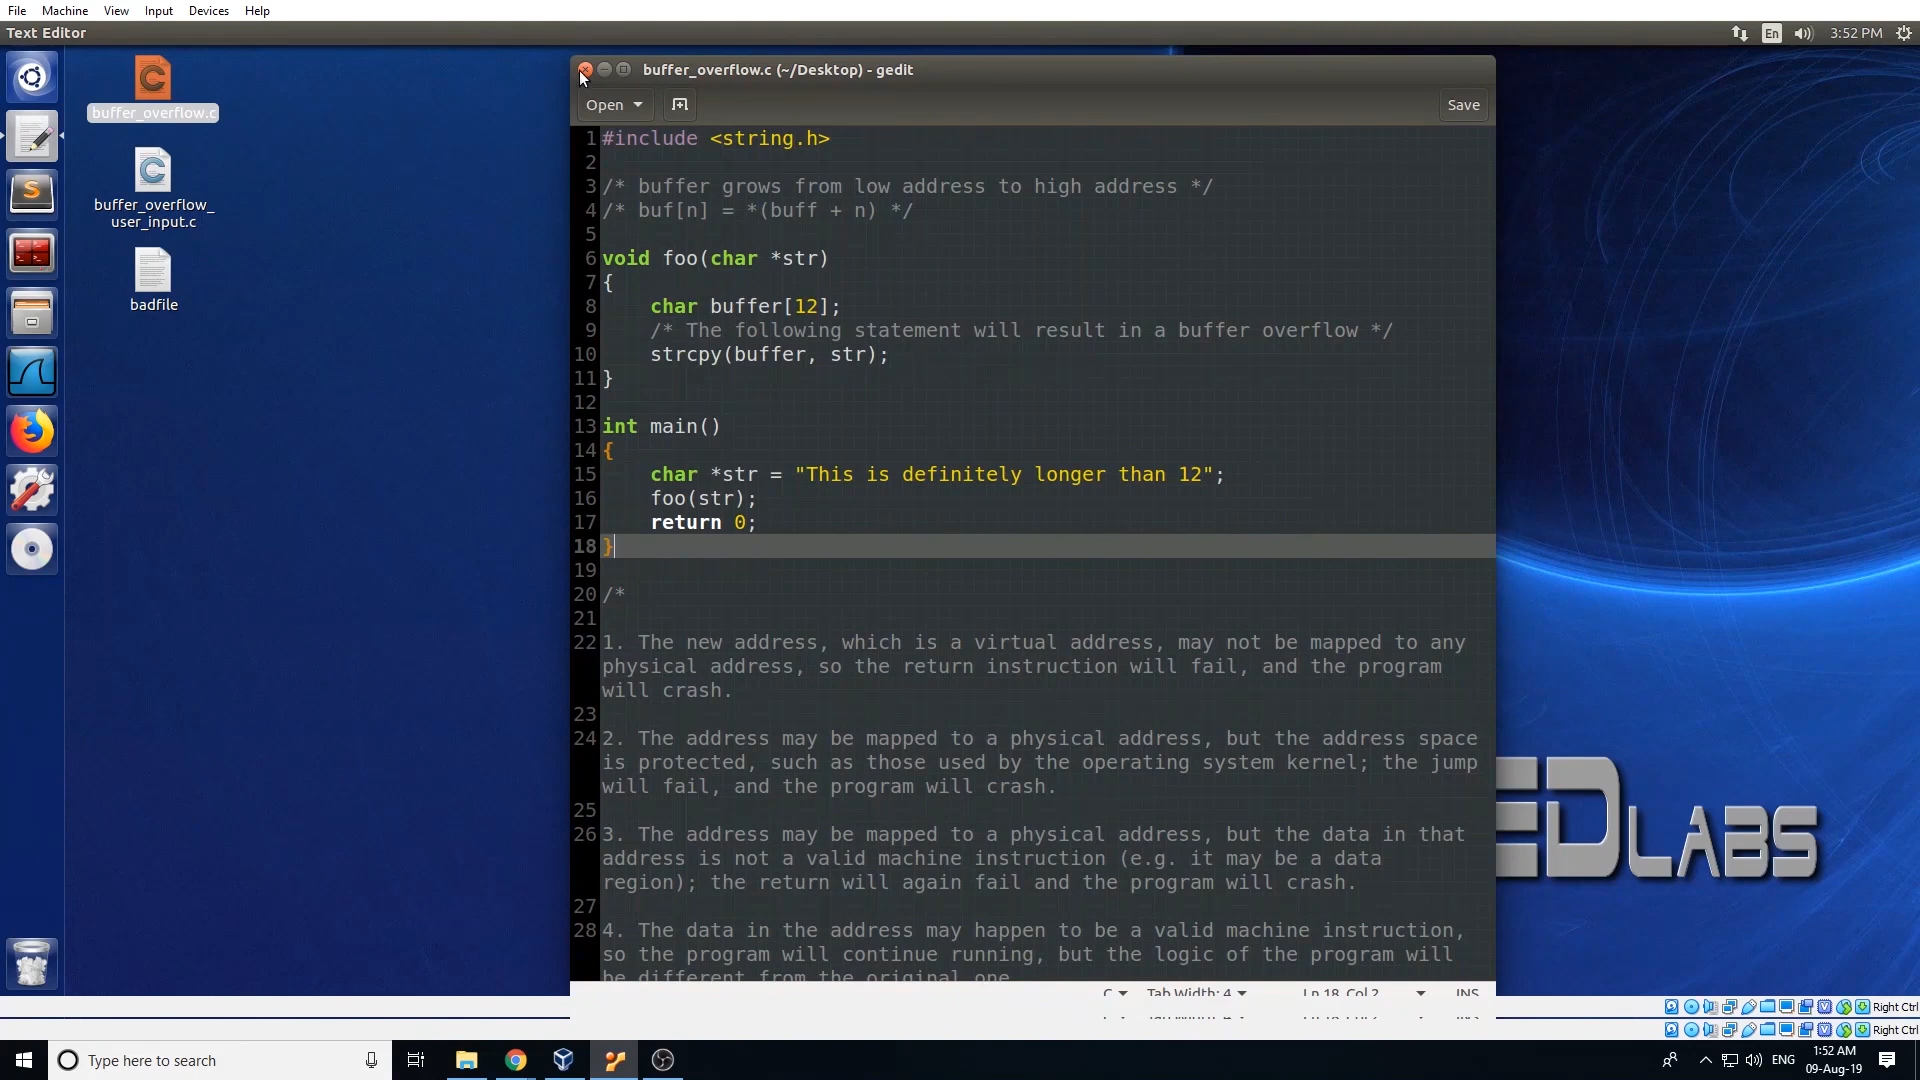 File Machine View Input Devices Help
Text Editor
En
3:52 PM
buffer_overflow.c
buffer_overflow_
user_input.c
badfile
buffer_overflow.c (~/Desktop) - gedit
Open
Save
1 #include <string.h>
2
3 /* buffer grows from low address to high address */
4 /* buf[n] = *(buff + n) */
5
6 void foo(char *str)
7 {
8 char buffer[12];
9 /* The following statement will result in a buffer overflow */
10 strcpy(buffer, str);
11 }
12
13 int main()
14 {
15 char *str = "This is definitely longer than 12";
16 foo(str);
17 return 0;
18 }
19
20 /*
21
22 1. The new address, which is a virtual address, may not be mapped to any
physical address, so the return instruction will fail, and the program
will crash.
23
24 2. The address may be mapped to a physical address, but the address space
is protected, such as those used by the operating system kernel; the jump
will fail, and the program will crash.
25
26 3. The address may be mapped to a physical address, but the data in that
address is not a valid machine instruction (e.g. it may be a data
region); the return will again fail and the program will crash.
27
28 4. The data in the address may happen to be a valid machine instruction,
so the program will continue running, but the logic of the program will
be different from the original one
C Tab Width: 4 Ln 18, Col 2 INS
EDLABS
Right Ctrl
Right Ctrl
Type here to search
ENG
1:52 AM
09-Aug-19